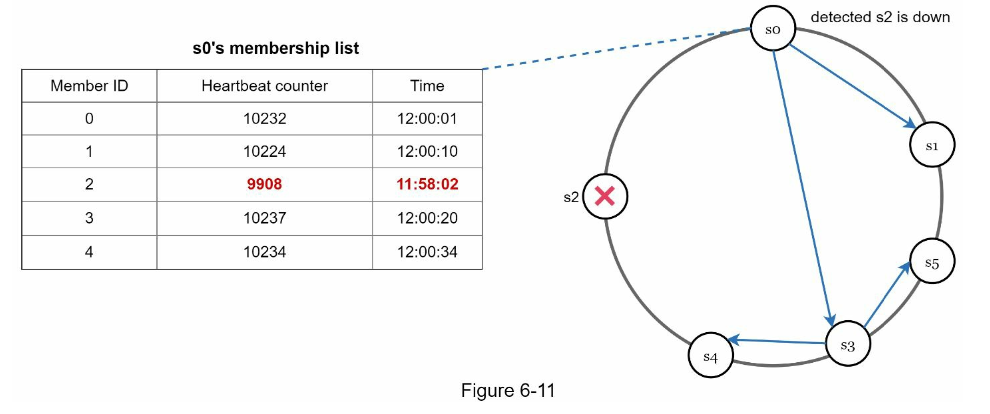 s0's membership list
Member ID Heartbeat counter Time
0 10232 12:00:01
1 10224 12:00:10
2 9908 11:58:02
3 10237 12:00:20
4 10234 12:00:34
detected s2 is down
s0
s1
s2
s5
s3
s4
Figure 6-11